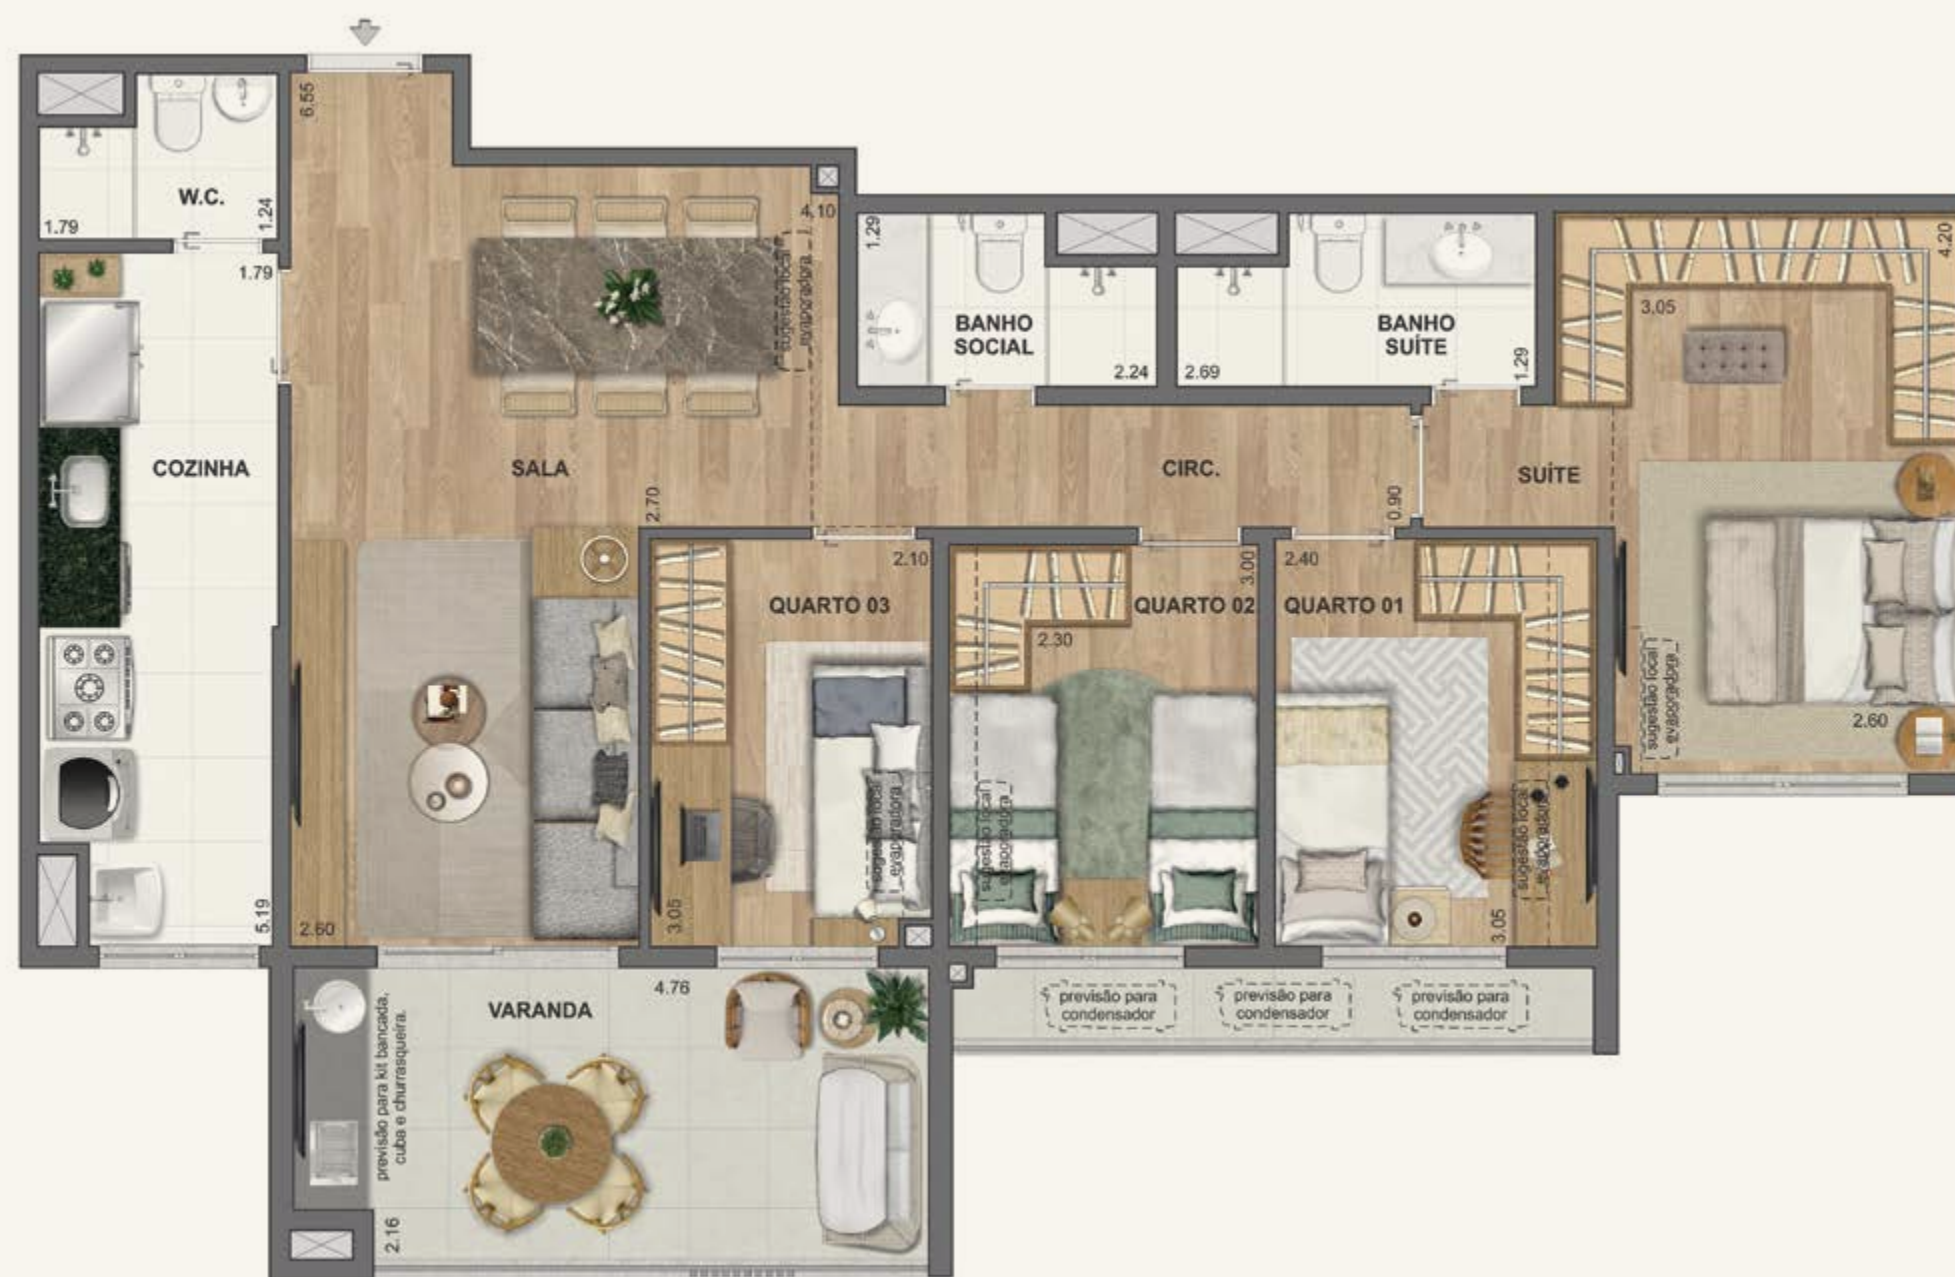 6.55
W.C.
1.24
1.79
1.79
COZINHA
5.19
4.10
sugestão local
evaporadora
SALA
2.70
2.60
1.29
BANHO
SOCIAL
2.24
2.69
BANHO
SUÍTE
1.29
4.20
3.05
CIRC.
0.90
SUÍTE
2.10
QUARTO 03
3.05
sugestão local
evaporadora
3.00
QUARTO 02
2.30
sugestão local
evaporadora
2.40
QUARTO 01
3.05
sugestão local
evaporadora
sugestão local
evaporadora
2.60
VARANDA
4.76
previsão para kit bancada,
cuba e churrasqueira.
2.16
previsão para
condensador
previsão para
condensador
previsão para
condensador